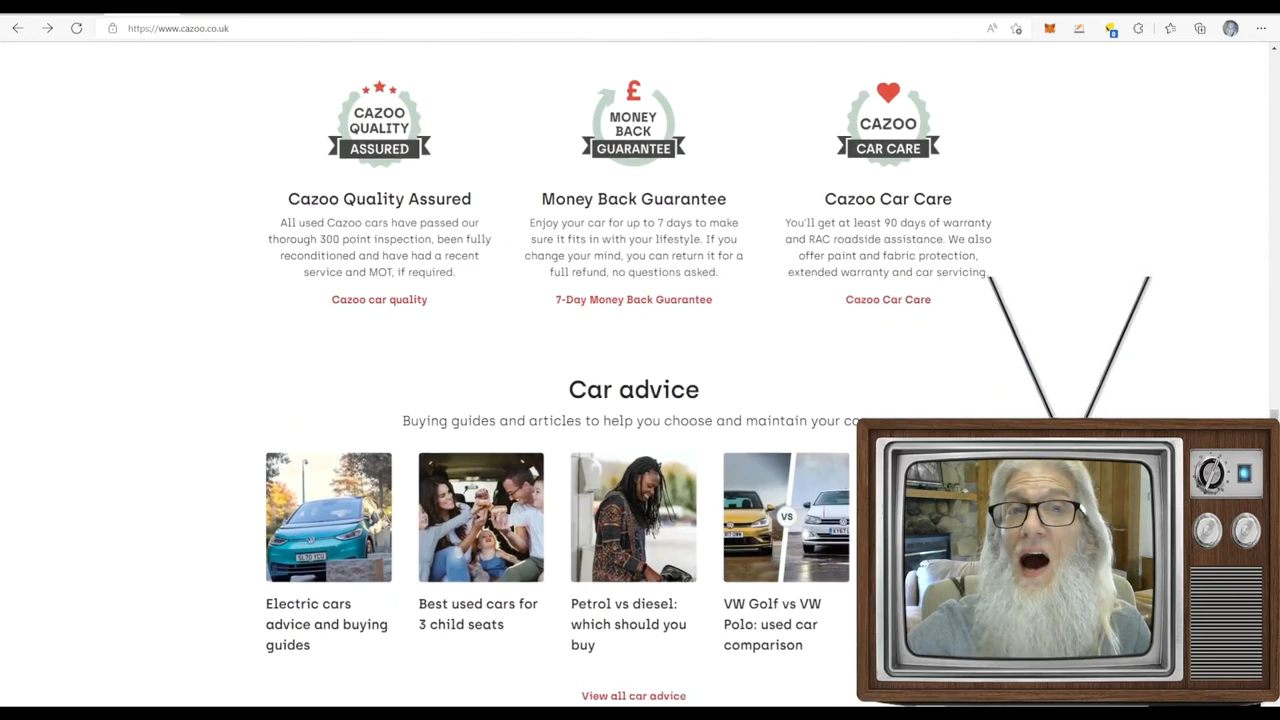 https://www.cazoo.co.uk
CAZOO
QUALITY
ASSURED
£
MONEY
BACK
GUARANTEE
CAZOO
CAR CARE
Cazoo Quality Assured
All used Cazoo cars have passed our
thorough 300 point inspection, been fully
reconditioned and have had a recent
service and MOT, if required.
Cazoo car quality
Money Back Guarantee
Enjoy your car for up to 7 days to make
sure it fits in with your lifestyle. If you
change your mind, you can return it for a
full refund, no questions asked.
7-Day Money Back Guarantee
Cazoo Car Care
You'll get at least 90 days of warranty
and RAC roadside assistance. We also
offer paint and fabric protection,
extended warranty and car servicing.
Cazoo Car Care
Car advice
Buying guides and articles to help you choose and maintain your
VS
Electric cars
advice and buying
guides
Best used cars for
3 child seats
Petrol vs diesel:
which should you
buy
VW Golf vs VW
Polo: used car
comparison
View all car advice